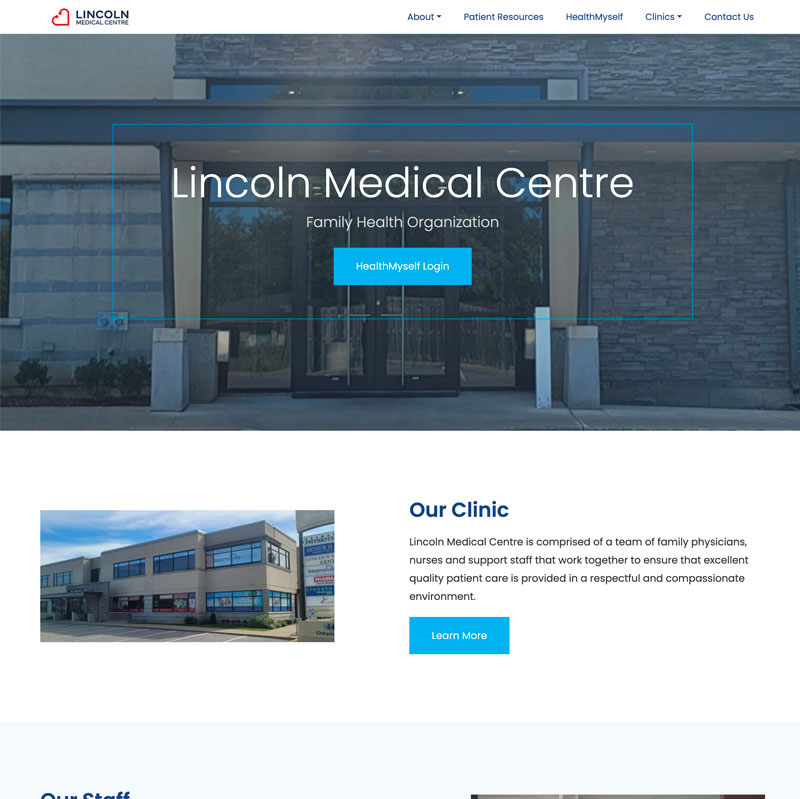 LINCOLN
MEDICAL CENTRE
About
Patient Resources
HealthMyself
Clinics
Contact Us
Lincoln Medical Centre
Family Health Organization
HealthMyself Login
Our Clinic
Lincoln Medical Centre is comprised of a team of family physicians,
nurses and support staff that work together to ensure that excellent
quality patient care is provided in a respectful and compassionate
environment.
Learn More
Our Staff